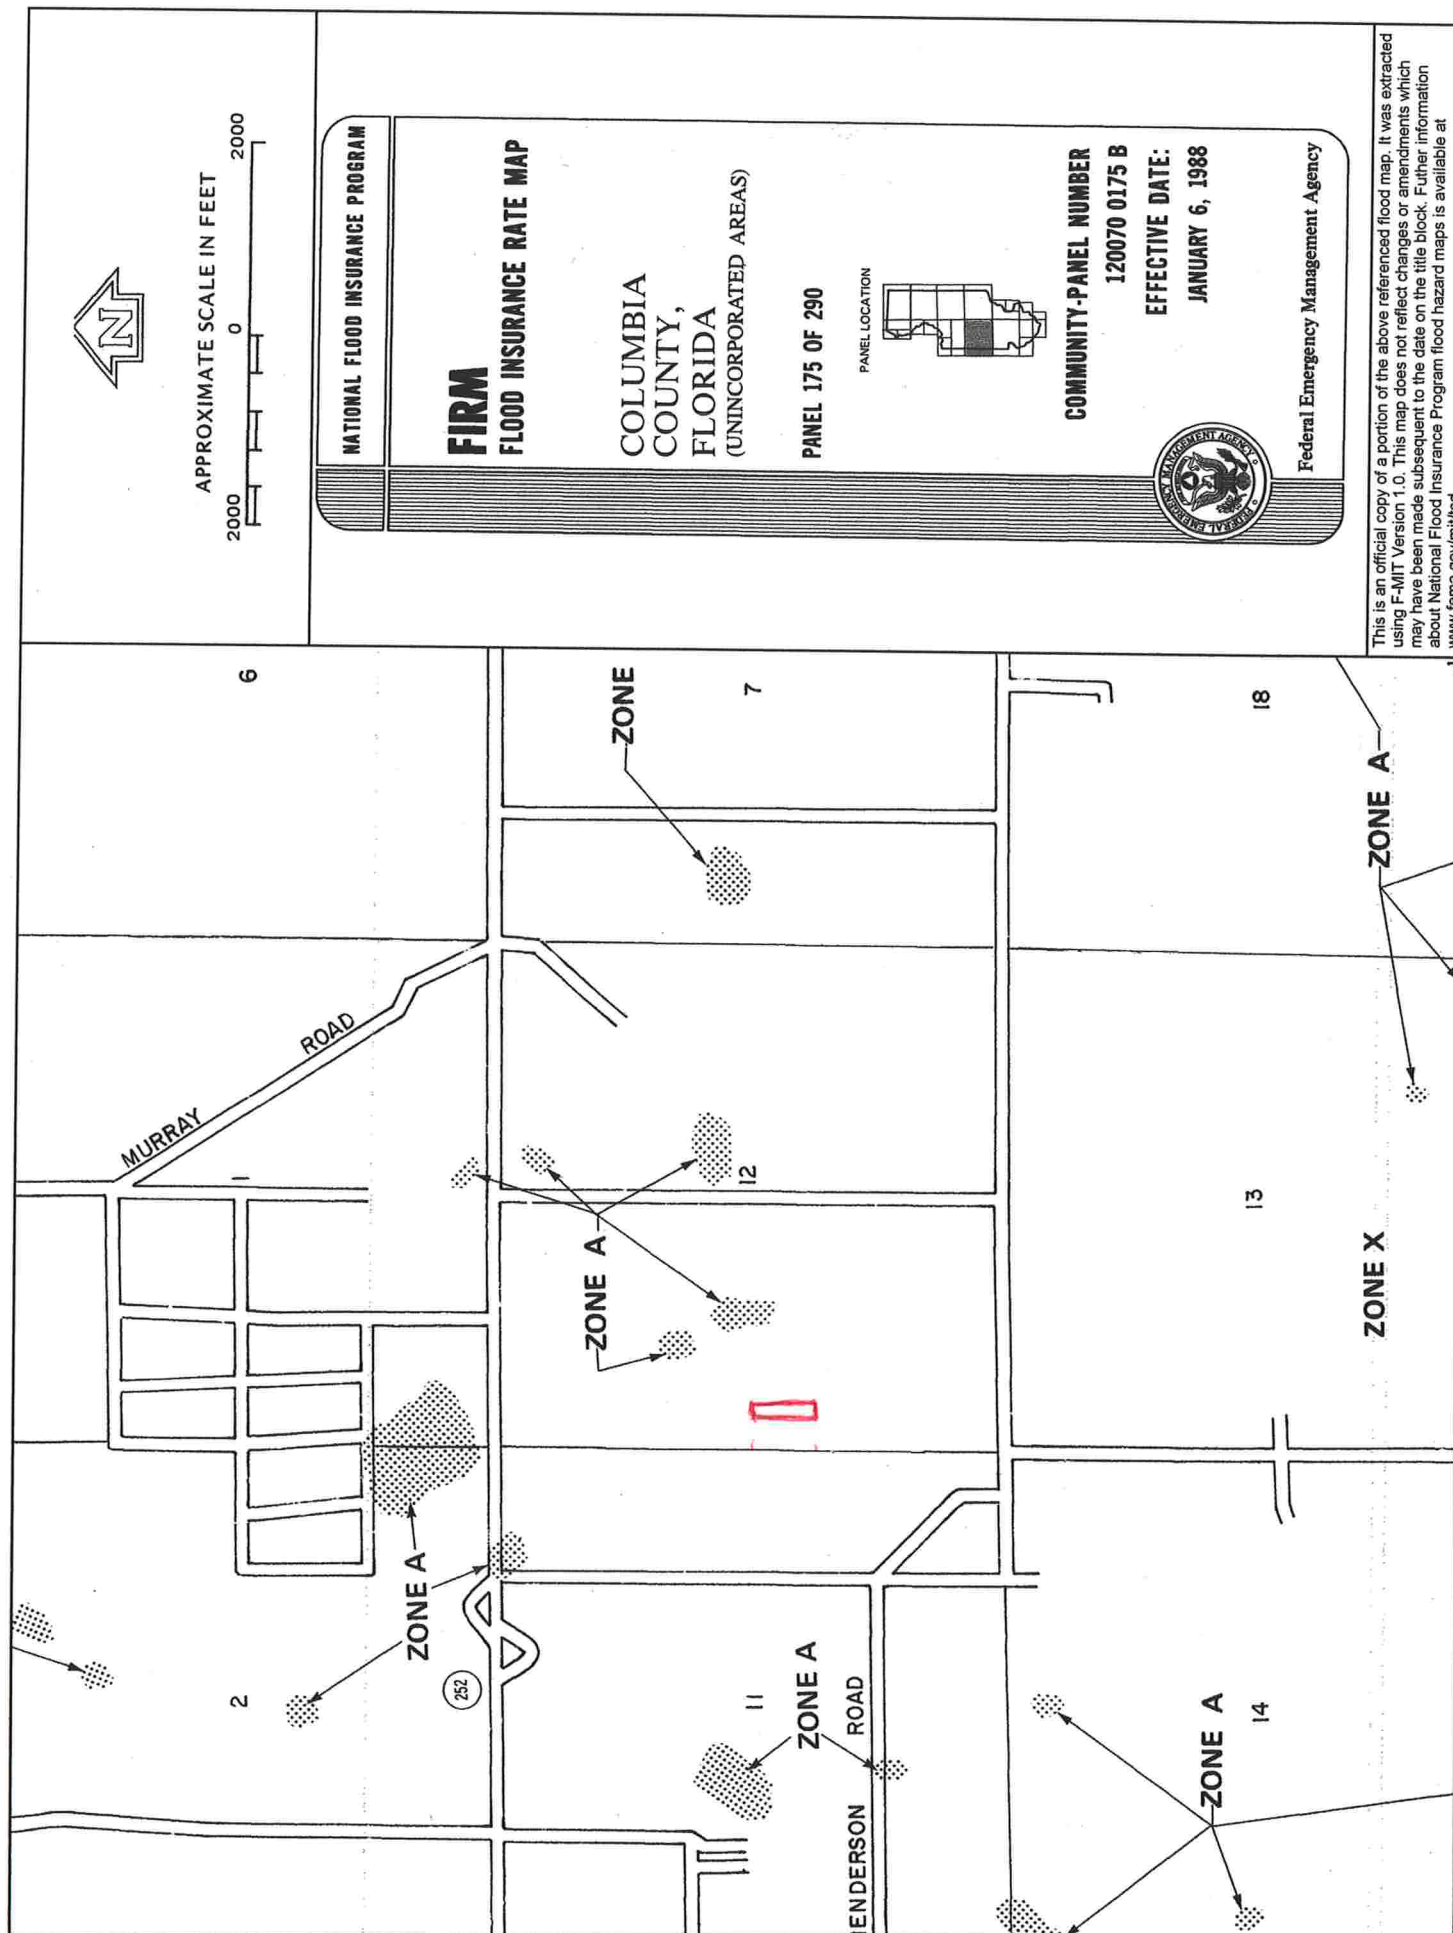 N
APPROXIMATE SCALE IN FEET
2000 0 2000
NATIONAL FLOOD INSURANCE PROGRAM
FIRM
FLOOD INSURANCE RATE MAP
COLUMBIA
COUNTY,
FLORIDA
(UNINCORPORATED AREAS)
PANEL 175 OF 290
PANEL LOCATION
COMMUNITY-PANEL NUMBER
120070 0175 B
EFFECTIVE DATE:
JANUARY 6, 1988
FEDERAL EMERGENCY MANAGEMENT AGENCY
Federal Emergency Management Agency
This is an official copy of a portion of the above referenced flood map. It was extracted
using F-MIT Version 1.0. This map does not reflect changes or amendments which
may have been made subsequent to the date on the title block. Futher information
about National Flood Insurance Program flood hazard maps is available at
6
MURRAY ROAD
1
2
ZONE A
252
ZONE
7
ZONE A
12
11
ZONE A
ENDERSON ROAD
18
ZONE A
13
ZONE X
ZONE A
14